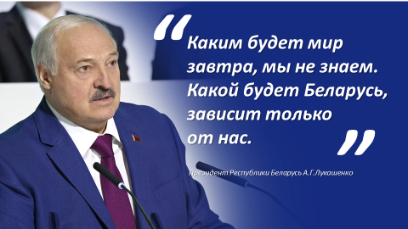 Каким будет мир
завтра, мы не знаем.
Какой будет Беларусь,
зависит только
от нас.
Президент Республики Беларусь А.Г.Лукашенко